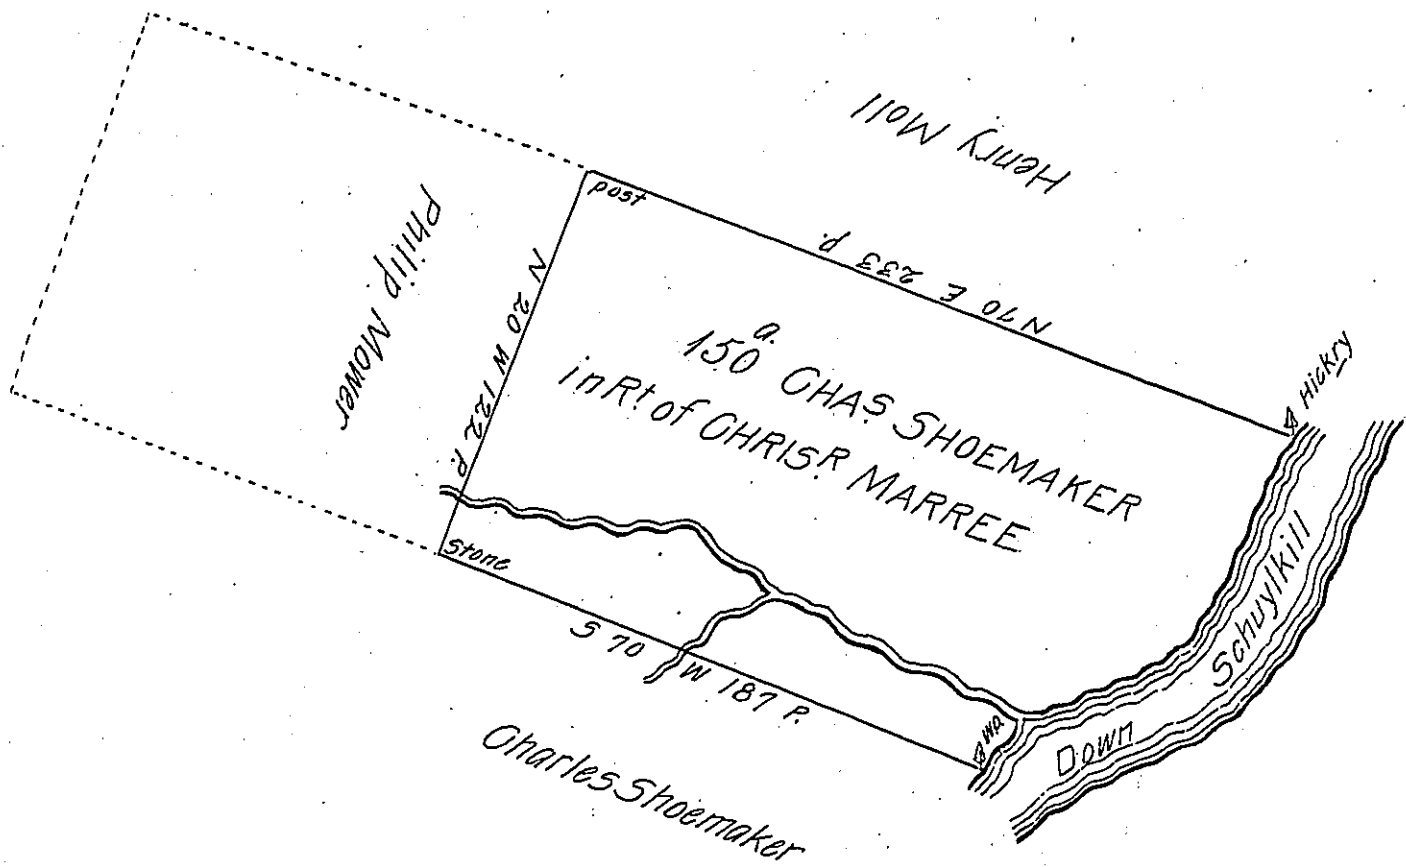 Henry Moll
post
N 70 E 233 p.
Philip Mower
N 20 W 122 P.
150 a. CHAS. SHOEMAKER
in Rt. of CHRISR. MARREE
Hickry
Stone
S 70 W 187 P.
wo
Schuylkill
Down
Charles Shoemaker